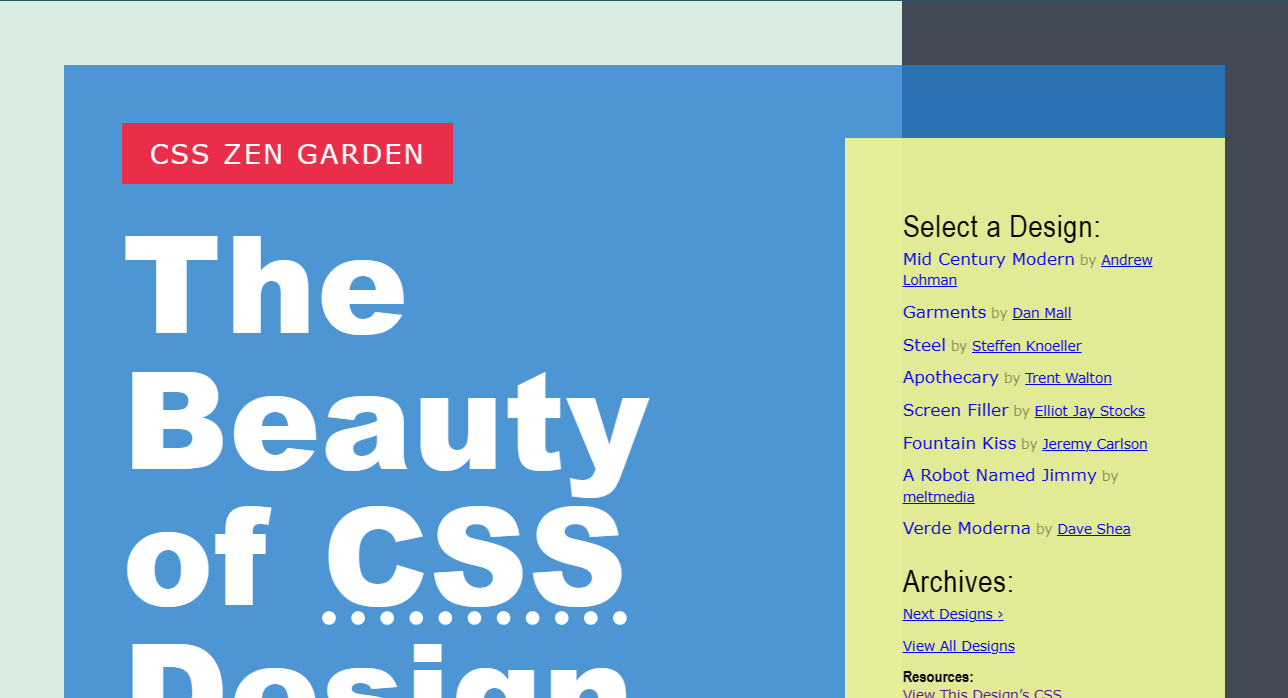 CSS ZEN GARDEN
The
Beauty
of CSS
Design
Select a Design:
Mid Century Modern by Andrew
Lohman
Garments by Dan Mall
Steel by Steffen Knoeller
Apothecary by Trent Walton
Screen Filler by Elliot Jay Stocks
Fountain Kiss by Jeremy Carlson
A Robot Named Jimmy by
meltmedia
Verde Moderna by Dave Shea
Archives:
Next Designs ›
View All Designs
Resources:
View This Design’s CSS